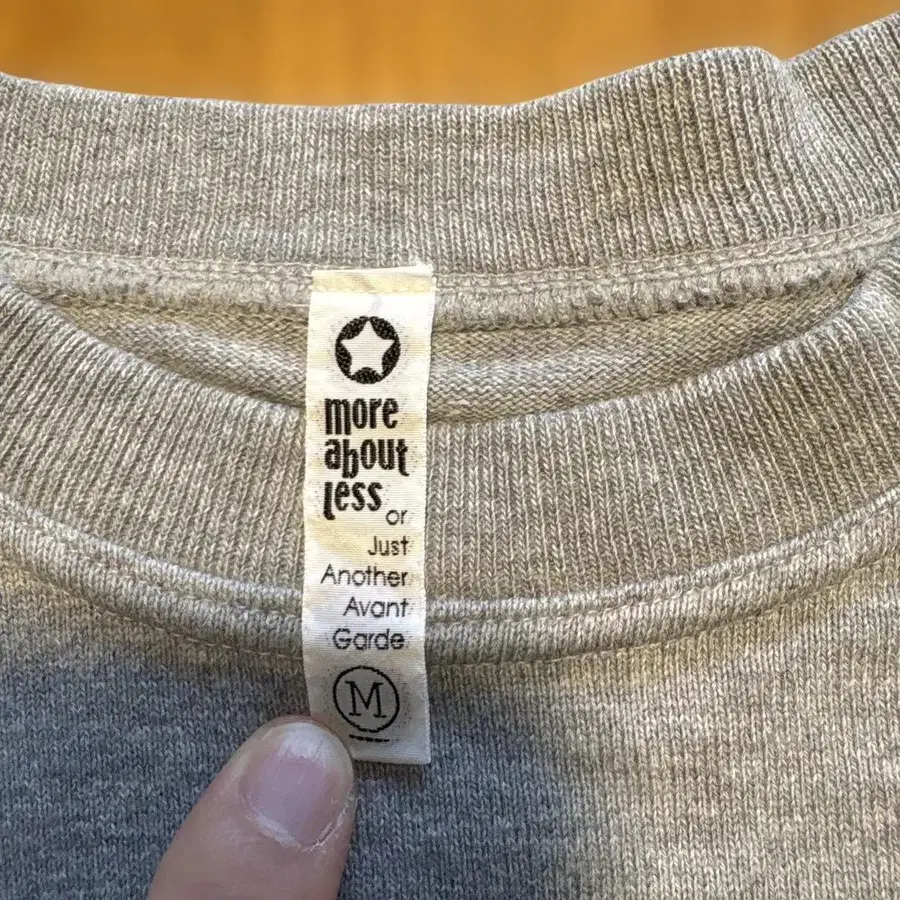 more
about
less
or
Just
Another
Avant
Garde
M